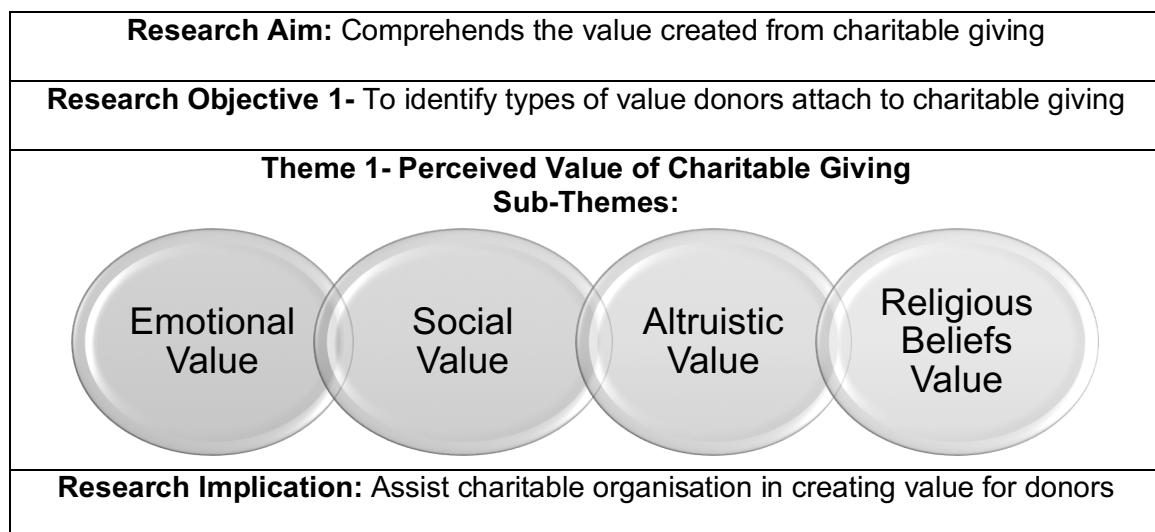 Research Aim: Comprehends the value created from charitable giving
Research Objective 1- To identify types of value donors attach to charitable giving
Theme 1- Perceived Value of Charitable Giving
Sub-Themes:
Emotional
Value
Social
Value
Altruistic
Value
Religious
Beliefs
Value
Research Implication: Assist charitable organisation in creating value for donors